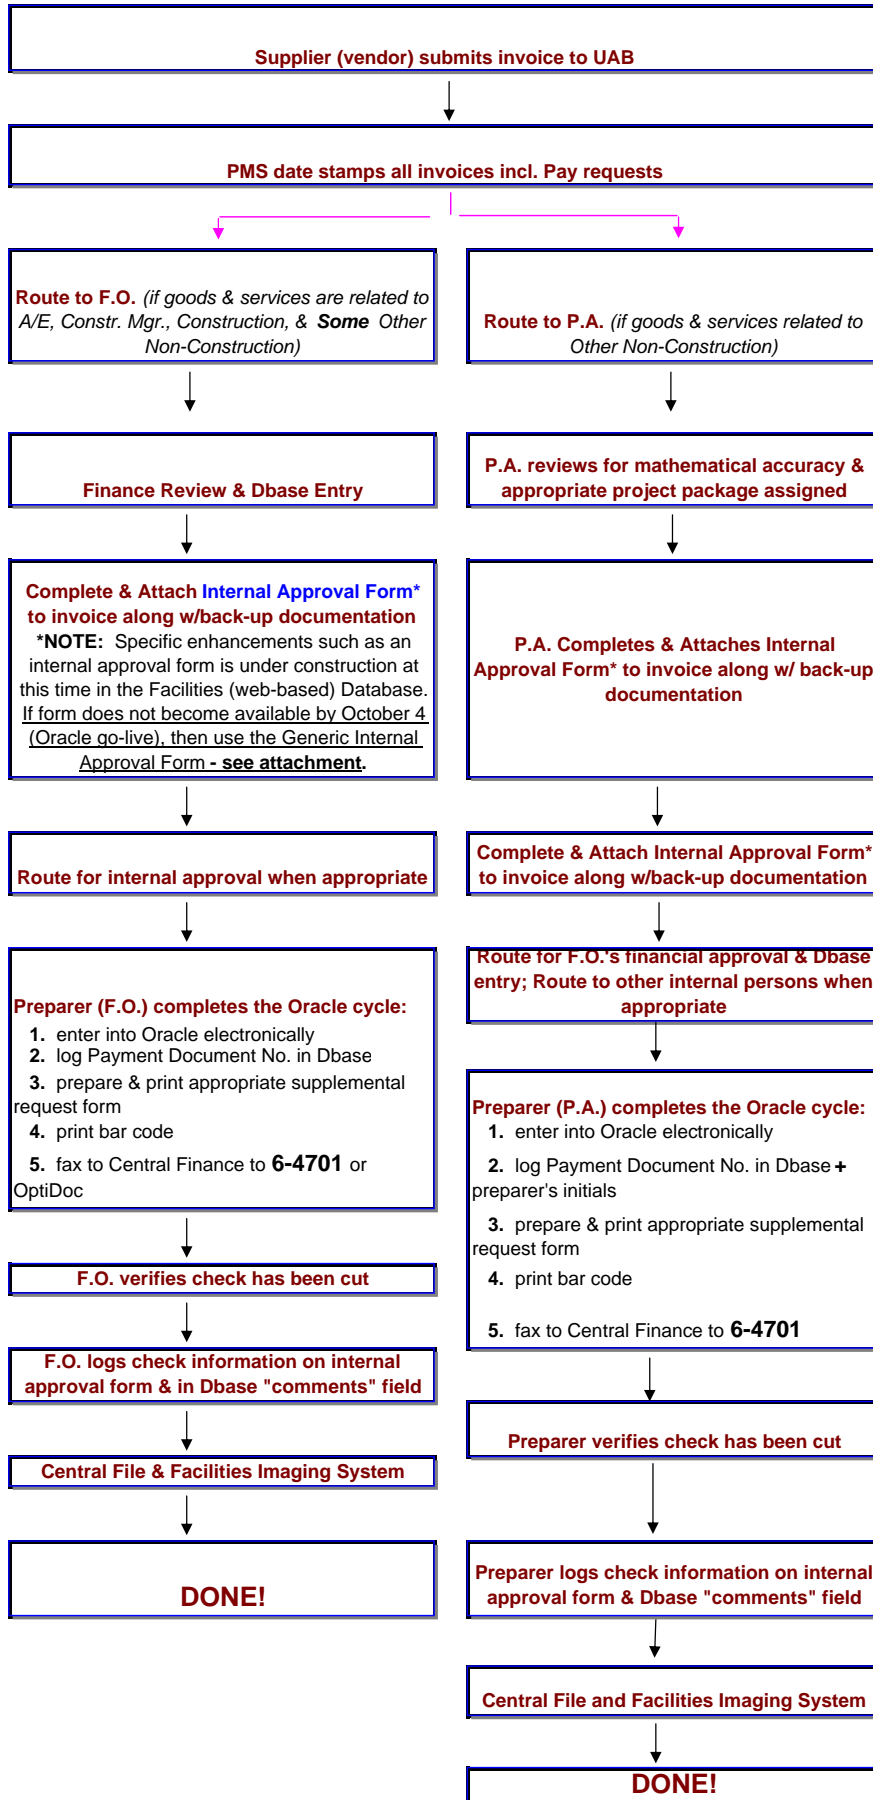 Supplier (vendor) submits invoice to UAB
PMS date stamps all invoices incl. Pay requests
Route to F.O. (if goods & services are related to
A/E, Constr. Mgr., Construction, & Some Other
Non-Construction)
Finance Review & Dbase Entry
Complete & Attach Internal Approval Form*
to invoice along w/back-up documentation
*NOTE: Specific enhancements such as an
internal approval form is under construction at
this time in the Facilities (web-based) Database.
If form does not become available by October 4
(Oracle go-live), then use the Generic Internal
Approval Form - see attachment.
Route for internal approval when appropriate
Preparer (F.O.) completes the Oracle cycle:
1. enter into Oracle electronically
2. log Payment Document No. in Dbase
3. prepare & print appropriate supplemental
request form
4. print bar code
5. fax to Central Finance to 6-4701 or
OptiDoc
F.O. verifies check has been cut
F.O. logs check information on internal
approval form & in Dbase "comments" field
Central File & Facilities Imaging System
DONE!
Route to P.A. (if goods & services related to
Other Non-Construction)
P.A. reviews for mathematical accuracy &
appropriate project package assigned
P.A. Completes & Attaches Internal
Approval Form* to invoice along w/ back-up
documentation
Complete & Attach Internal Approval Form*
to invoice along w/back-up documentation
Route for F.O.'s financial approval & Dbase
entry; Route to other internal persons when
appropriate
Preparer (P.A.) completes the Oracle cycle:
1. enter into Oracle electronically
2. log Payment Document No. in Dbase +
preparer's initials
3. prepare & print appropriate supplemental
request form
4. print bar code
5. fax to Central Finance to 6-4701
Preparer verifies check has been cut
Preparer logs check information on internal
approval form & Dbase "comments" field
Central File and Facilities Imaging System
DONE!